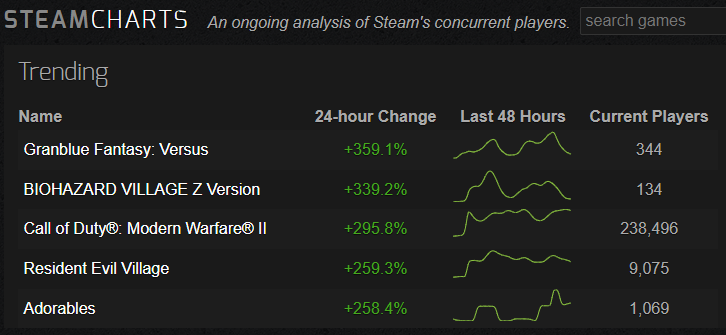 STEAMCHARTS An ongoing analysis of Steam's concurrent players. search games
Trending
Name 24-hour Change Last 48 Hours Current Players
Granblue Fantasy: Versus +359.1% 344
BIOHAZARD VILLAGE Z Version +339.2% 134
Call of Duty®: Modern Warfare® II +295.8% 238,496
Resident Evil Village +259.3% 9,075
Adorables +258.4% 1,069